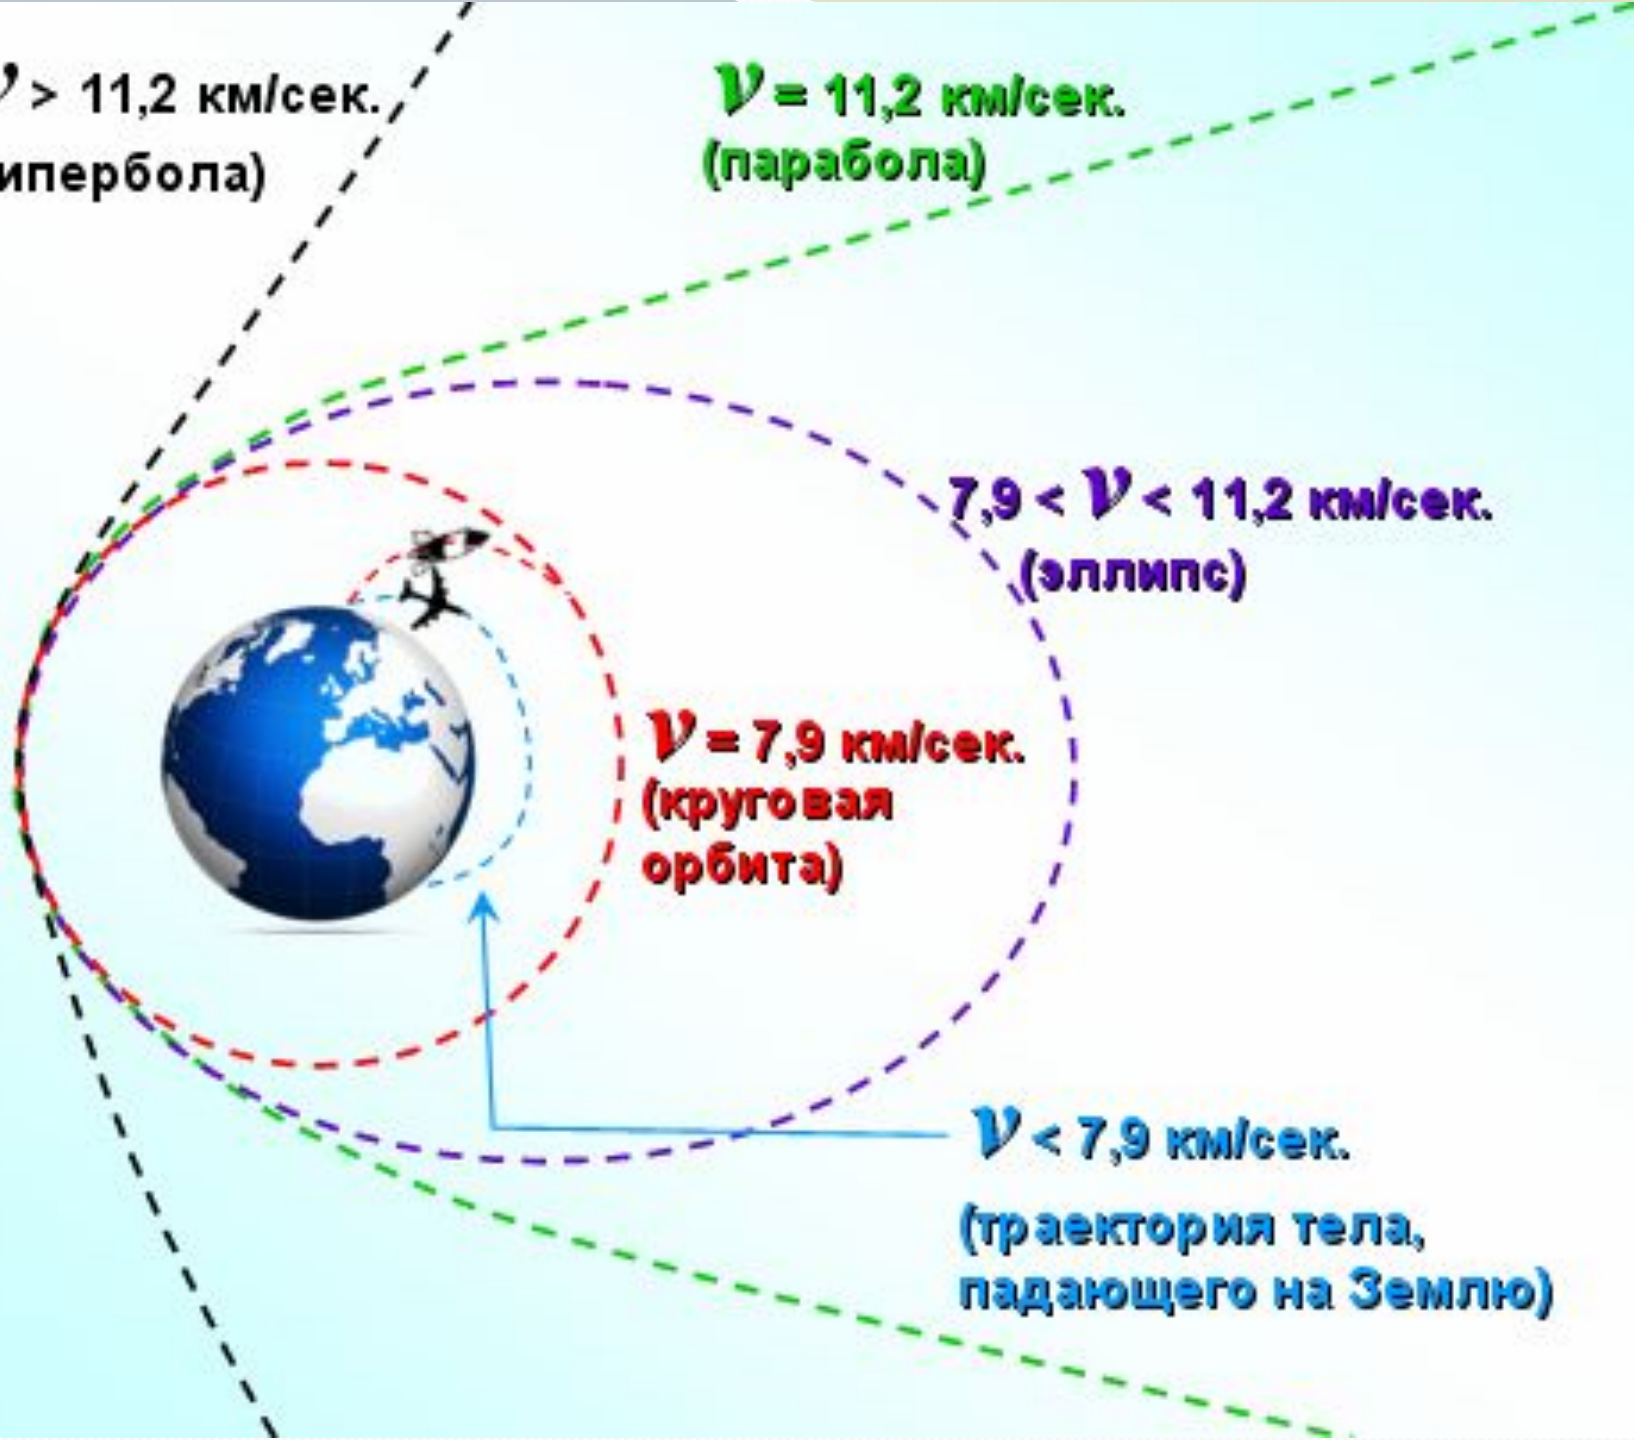 v > 11,2 км/сек.
ипербола)
v = 11,2 км/сек.
(парабола)
7,9 < v < 11,2 км/сек.
(эллипс)
v = 7,9 км/сек.
(круговая
орбита)
v < 7,9 км/сек.
(траектория тела,
падающего на Землю)